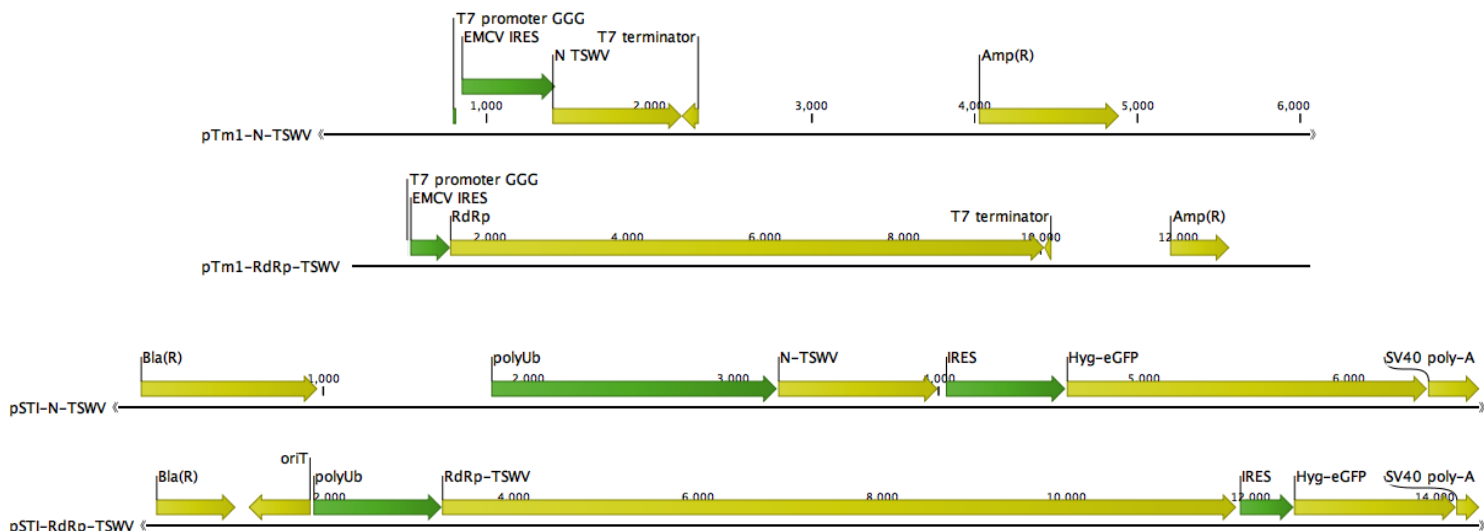 T7 promoter GGG
EMCV IRES T7 terminator
N TSWV Amp(R)
1,000 2,000 3,000 4,000 5,000 6,000
pTm1-N-TSWV
T7 promoter GGG
EMCV IRES
RdRp T7 terminator Amp(R)
2,000 4,000 6,000 8,000 10,000 12,000
pTm1-RdRp-TSWV
Bla(R) polyUb N-TSWV IRES Hyg-eGFP SV40 poly-A
1,000 2,000 3,000 4,000 5,000 6,000
pSTI-N-TSWV
oriT
Bla(R) polyUb RdRp-TSWV IRES Hyg-eGFP SV40 poly-A
2,000 4,000 6,000 8,000 10,000 12,000 14,000
pSTI-RdRp-TSWV